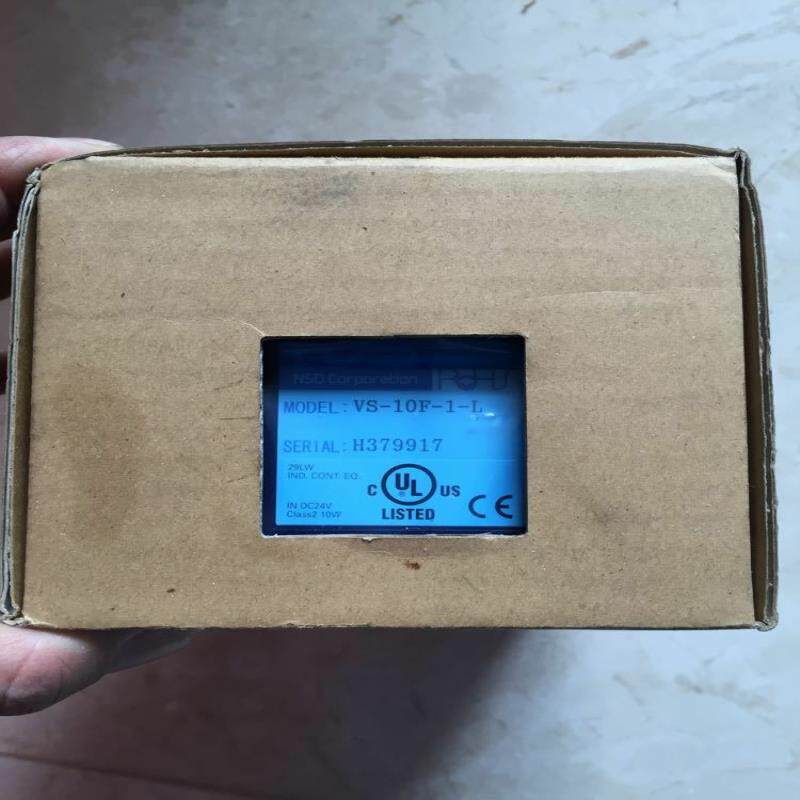 NSD Corporation
MODEL: VS-10F-1-L
SERIAL: H379917
29LW
IND. CONT. EQ.
C UL ® US
LISTED
CE
IN DC24V
Class2 10W